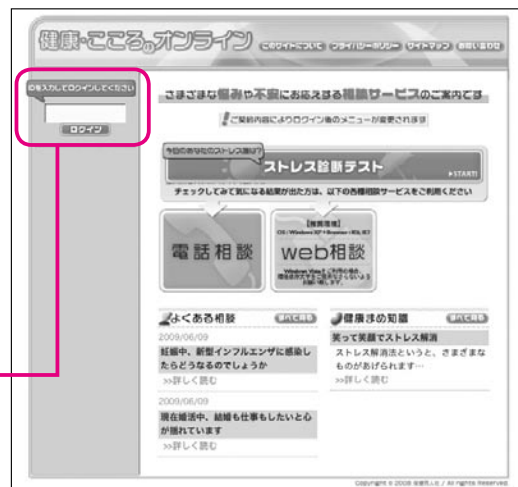 健康・こころのオンライン
このサイトについて プライバシーポリシー サイトマップ お問い合わせ
IDを入力してログインしてください
ログイン
さまざまな悩みや不安にお応えする相談サービスのご案内です
ご契約内容によりログイン後のメニューが変更されます
今日のあなたのストレス度は?
ストレス診断テスト
▶START!
チェックしてみて気になる結果が出た方は、以下の各種相談サービスをご利用ください
電話相談
【推奨環境】
web相談
よくある相談 すべて見る
2009/06/09
妊娠中、新型インフルエンザに感染し
たらどうなるのでしょうか
>>詳しく読む
2009/06/09
現在婚活中、結婚も仕事もしたいと心
が揺れています
>>詳しく読む
健康まめ知識 すべて見る
笑って笑顔でストレス解消
ストレス解消法というと、さまざまな
ものがあげられます…
>>詳しく読む